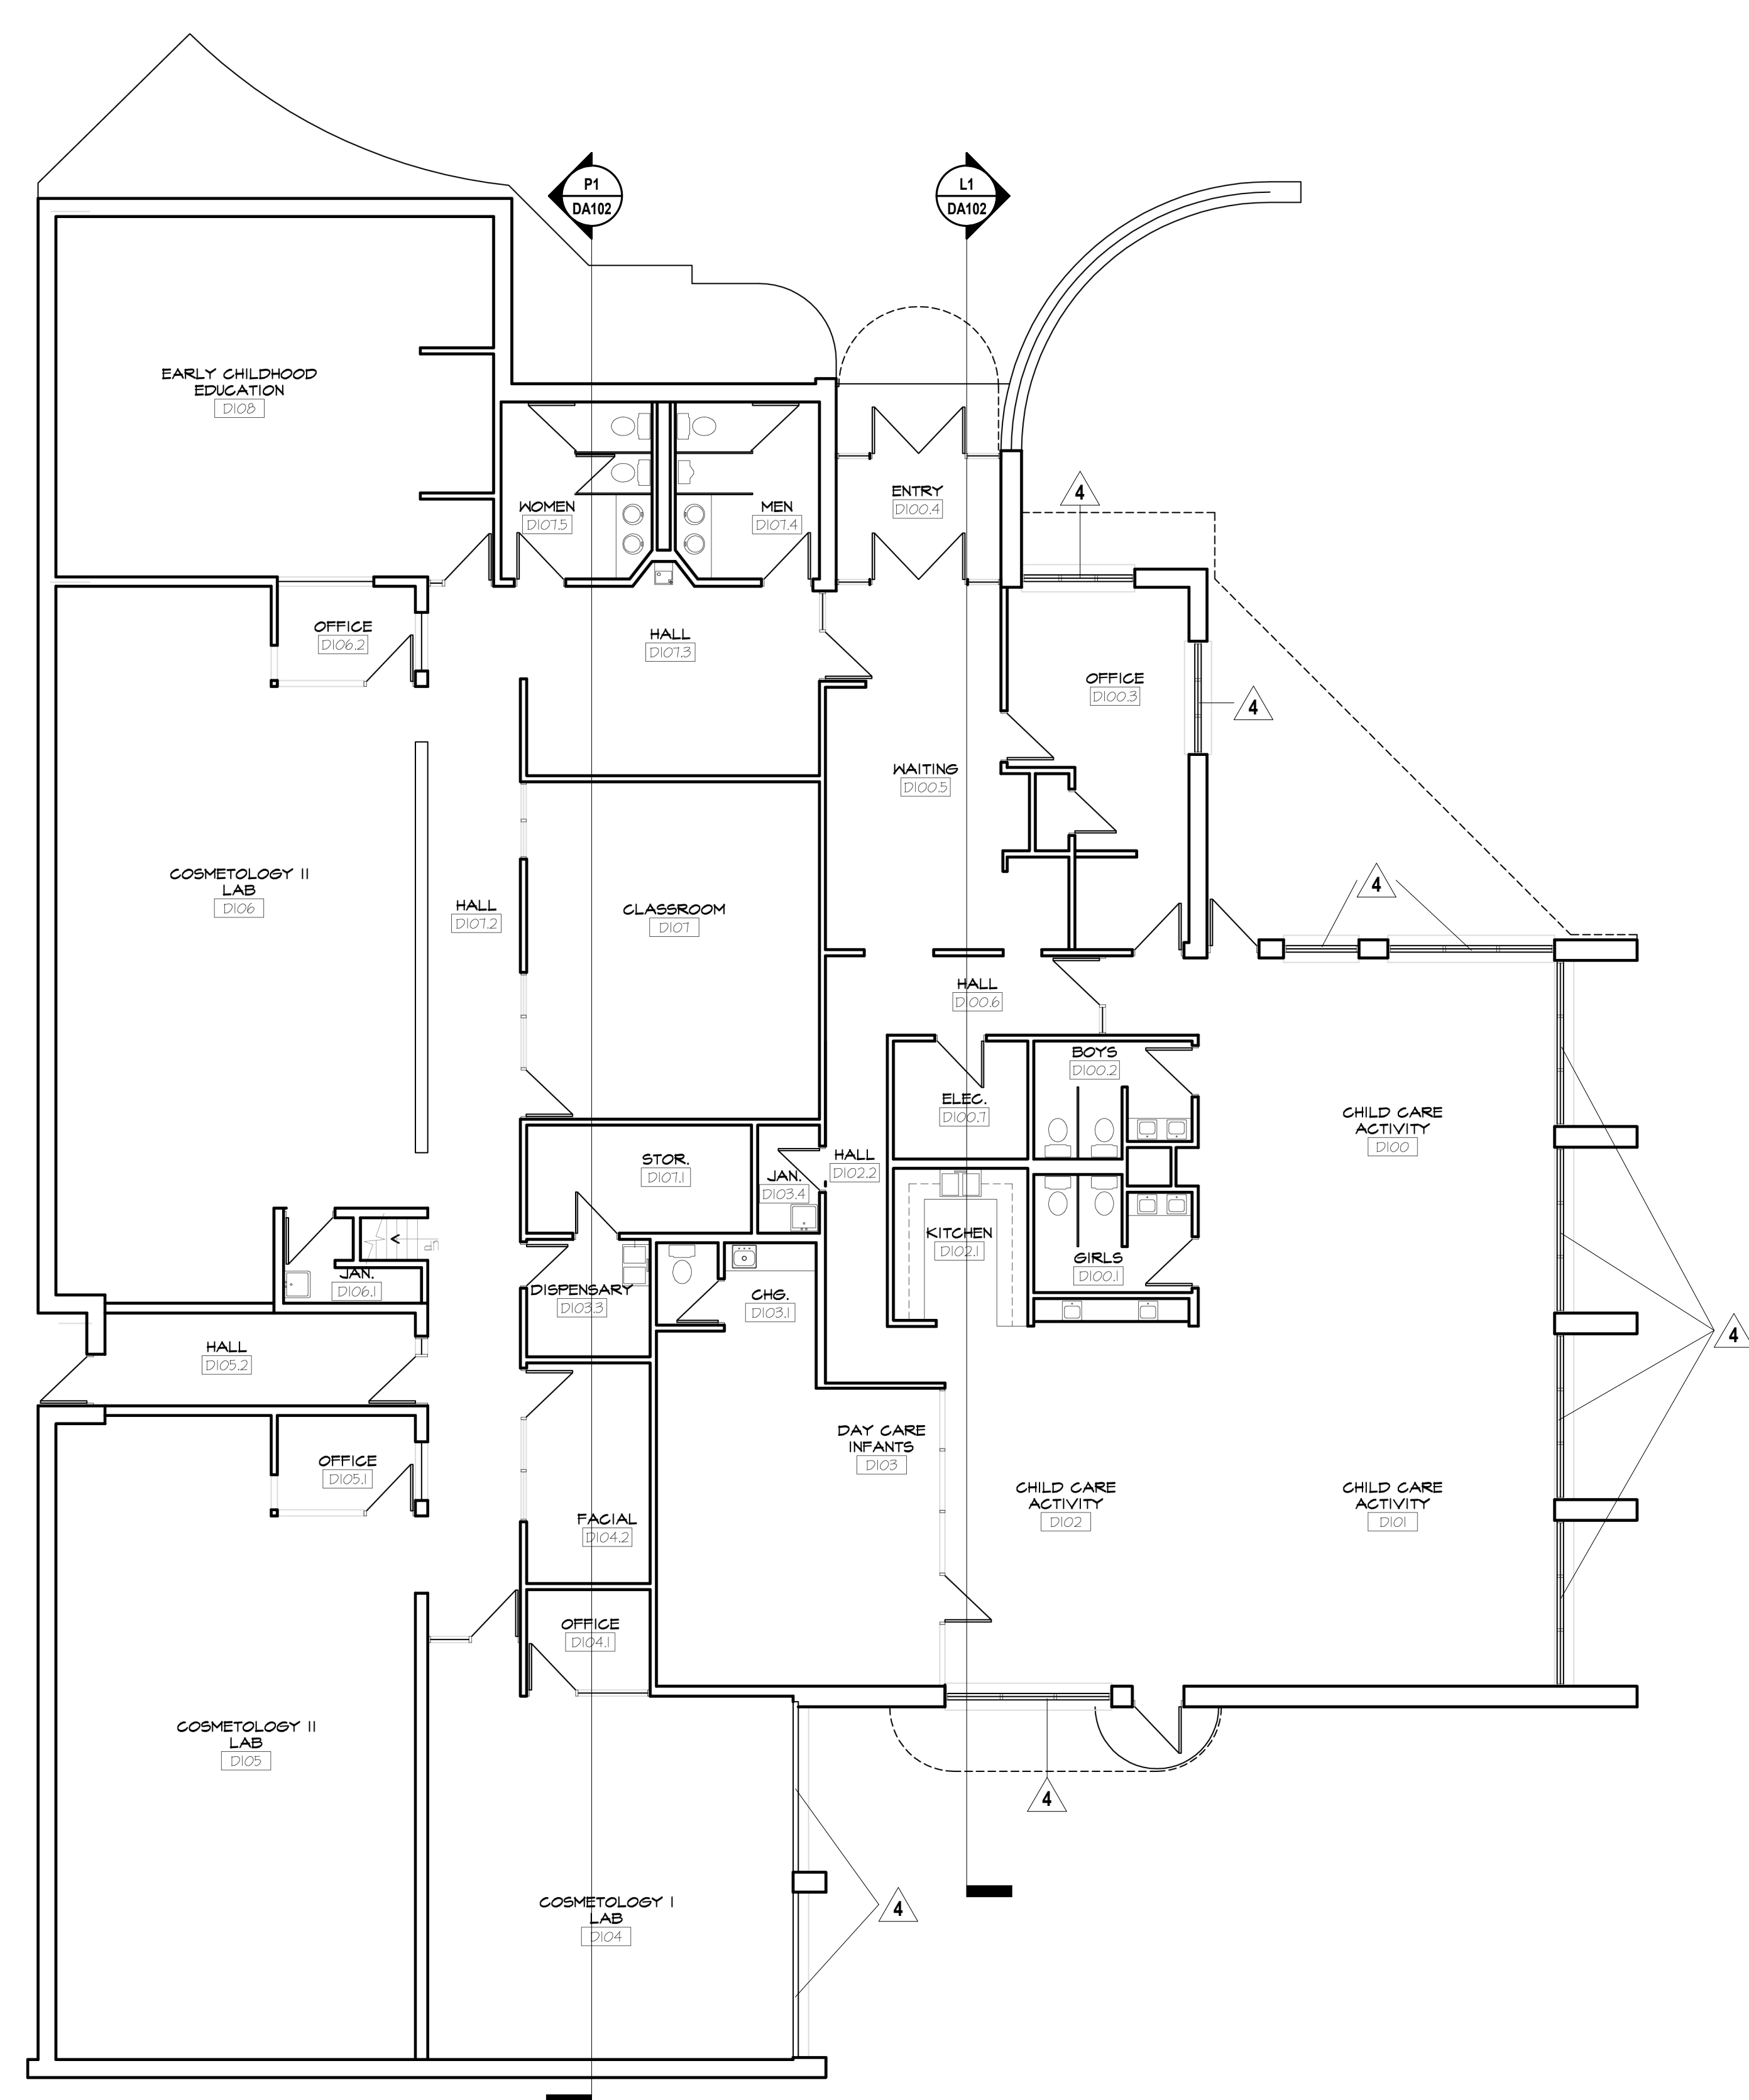 P1
DA102
L1
DA102
EARLY CHILDHOOD
EDUCATION
D108
WOMEN
D107.5
MEN
D107.4
ENTRY
D100.4
4
OFFICE
D106.2
HALL
D107.3
OFFICE
D100.3
4
WAITING
D100.5
COSMETOLOGY II
LAB
D106
HALL
D107.2
CLASSROOM
D107
4
HALL
D100.6
BOYS
D100.2
ELEC.
D100.7
CHILD CARE
ACTIVITY
D100
STOR.
D107.1
JAN.
D103.4
HALL
D102.2
KITCHEN
D102.1
GIRLS
D100.1
UP
JAN.
D106.1
DISPENSARY
D103.3
CHG.
D103.1
4
HALL
D105.2
OFFICE
D105.1
DAY CARE
INFANTS
D103
FACIAL
D104.2
CHILD CARE
ACTIVITY
D102
CHILD CARE
ACTIVITY
D101
OFFICE
D104.1
COSMETOLOGY II
LAB
D105
4
COSMETOLOGY I
LAB
D104
4